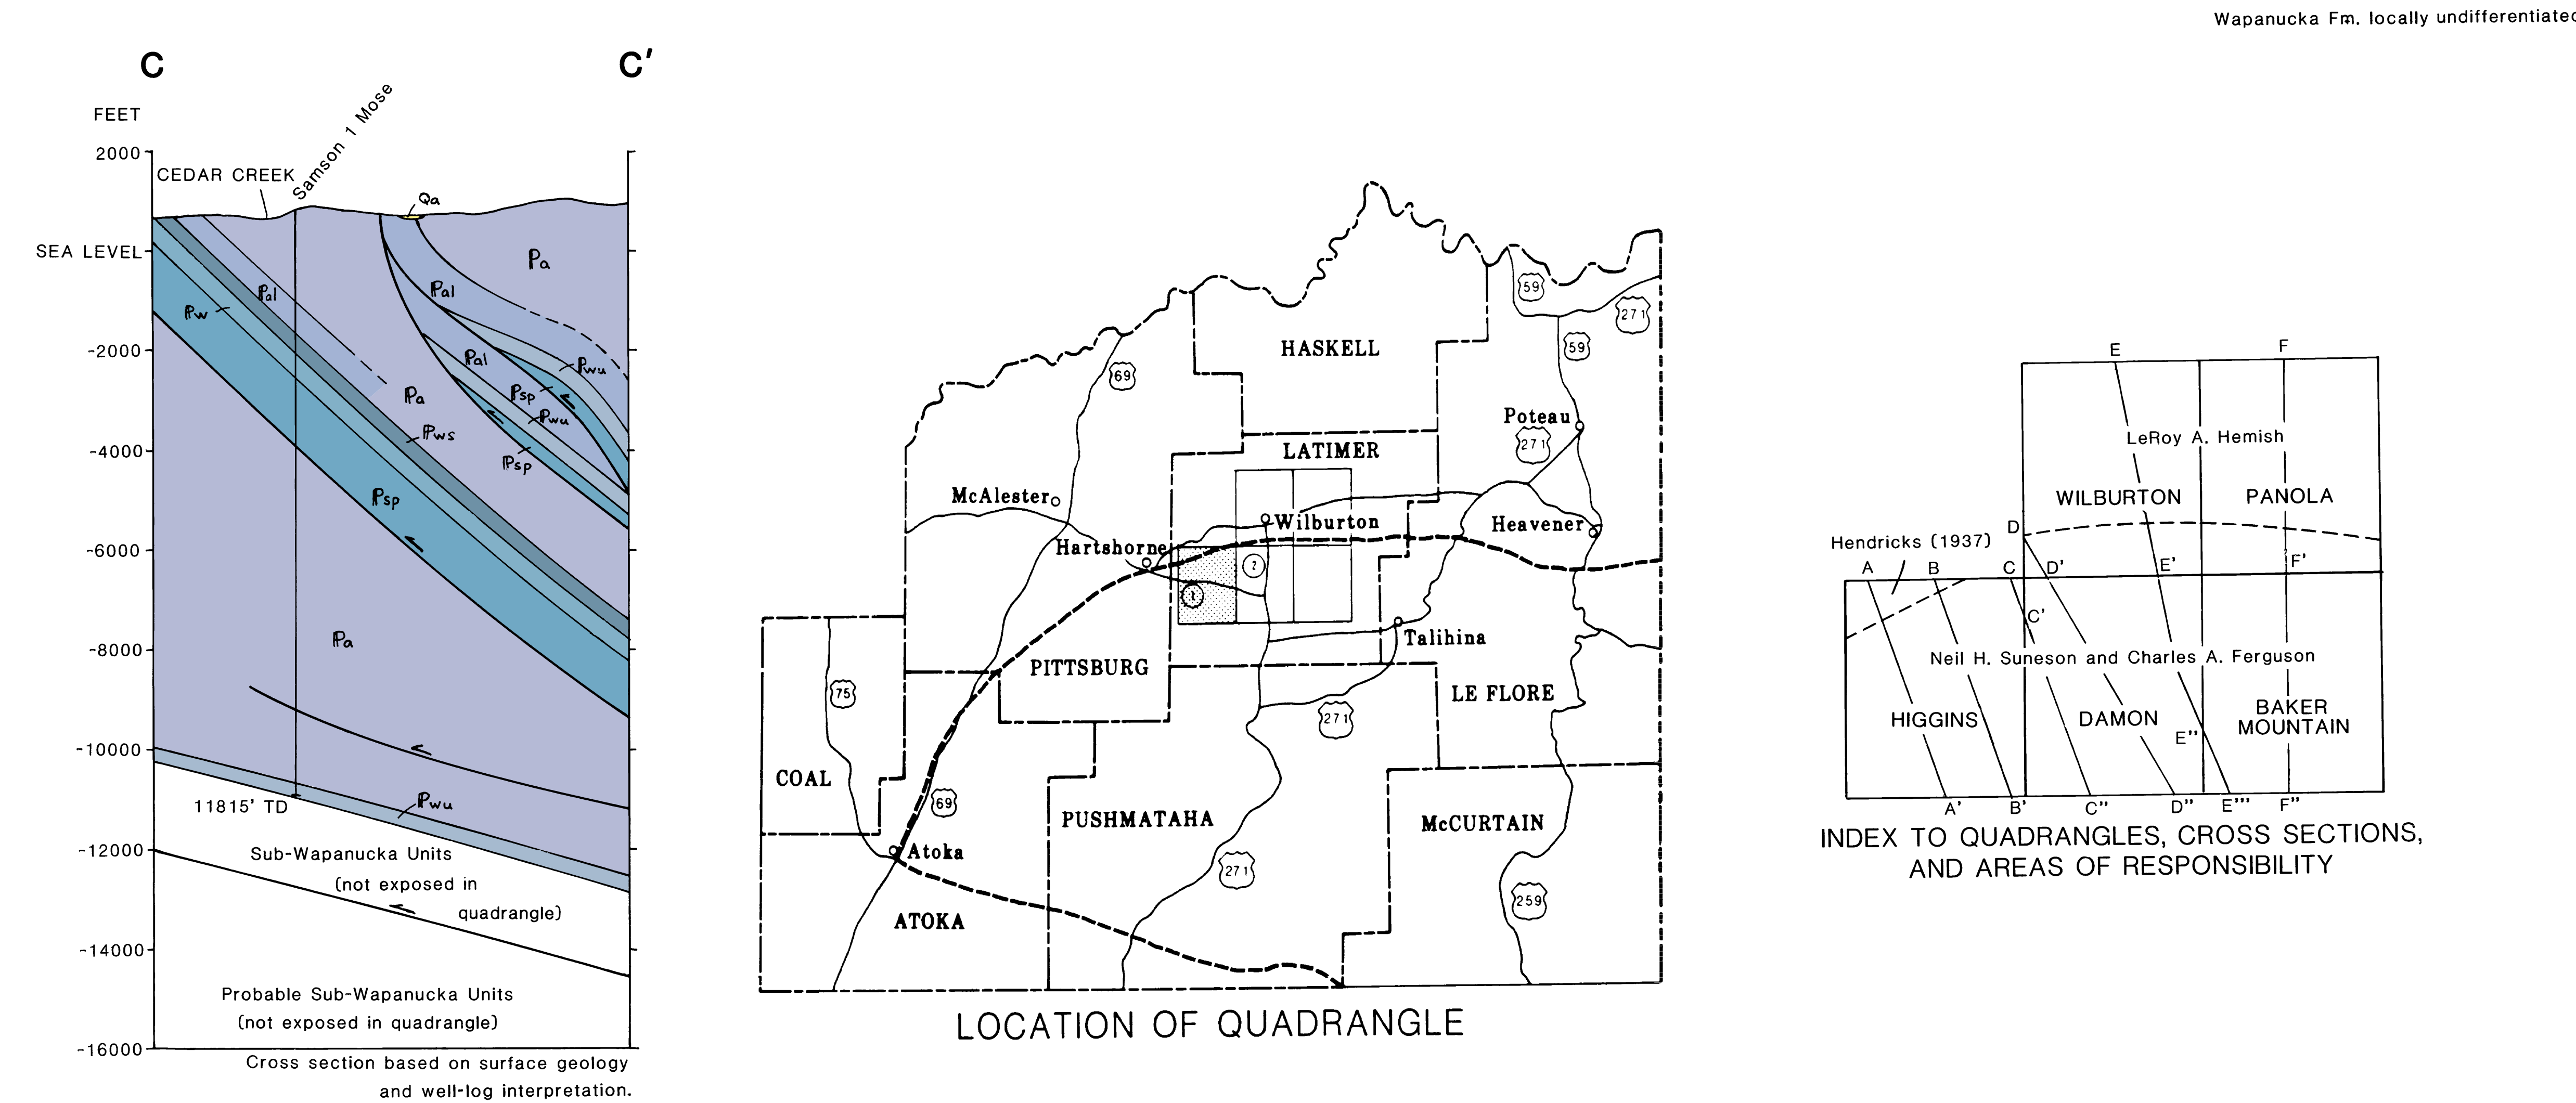 Wapanucka Fm. locally undifferentiated
C
C'
FEET
Samson 1 Mose
2000
CEDAR CREEK
Qa
SEA LEVEL
ℙa
ℙal
ℙal
ℙw
-2000
ℙal
ℙwu
ℙsp
ℙa
ℙwu
ℙws
-4000
ℙsp
ℙsp
-6000
-8000
ℙa
-10000
11815' TD
ℙwu
-12000
Sub-Wapanucka Units
(not exposed in
quadrangle)
-14000
Probable Sub-Wapanucka Units
(not exposed in quadrangle)
-16000
Cross section based on surface geology
and well-log interpretation.
59
271
HASKELL
59
69
Poteau
271
LATIMER
McAlester
Wilburton
Heavener
Hartshorne
2
1
Talihina
PITTSBURG
75
LE FLORE
271
COAL
69
PUSHMATAHA
McCURTAIN
Atoka
271
259
ATOKA
LOCATION OF QUADRANGLE
E
F
LeRoy A. Hemish
WILBURTON
PANOLA
D
Hendricks (1937)
A
B
C
D'
E'
F'
C'
Neil H. Suneson and Charles A. Ferguson
HIGGINS
DAMON
BAKER
MOUNTAIN
E"
A'
B'
C"
D"
E'''
F"
INDEX TO QUADRANGLES, CROSS SECTIONS,
AND AREAS OF RESPONSIBILITY